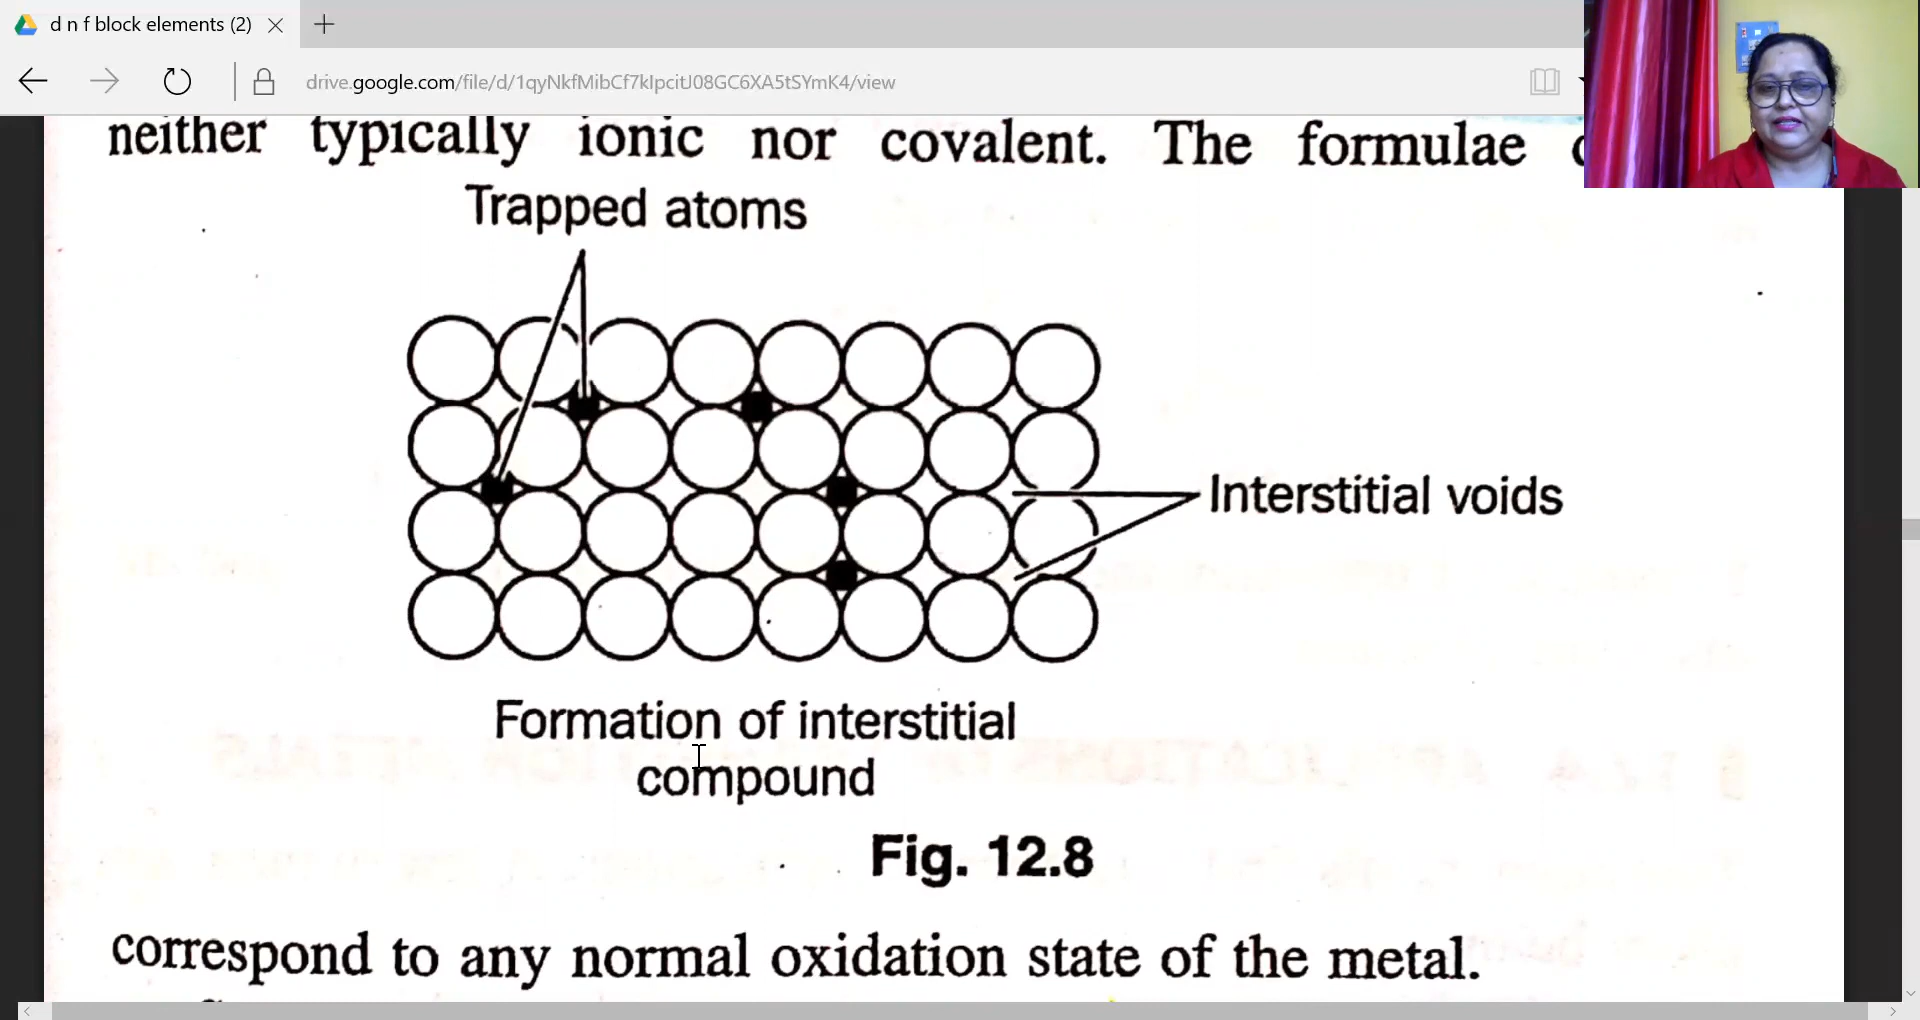 d n f block elements (2)
drive.google.com/file/d/1qyNkfMibCf7kIpcitJ08GC6XA5tSYmK4/view
neither typically ionic nor covalent. The formulae
Trapped atoms
Interstitial voids
Formation of interstitial
compound
Fig. 12.8
correspond to any normal oxidation state of the metal.